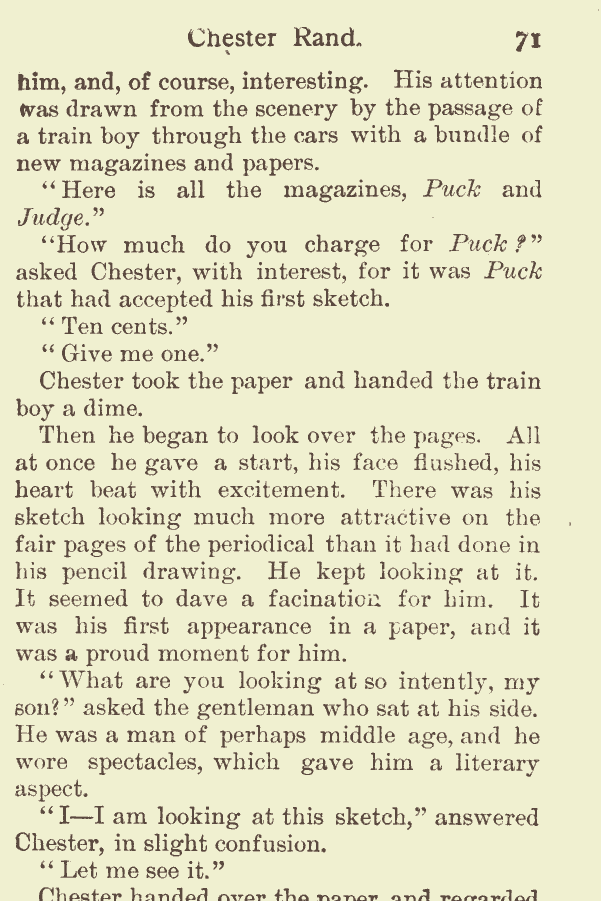 Chester Rand. 71
him, and, of course, interesting. His attention
was drawn from the scenery by the passage of
a train boy through the cars with a bundle of
new magazines and papers.
“Here is all the magazines, Puck and
Judge.”
“How much do you charge for Puck?”
asked Chester, with interest, for it was Puck
that had accepted his first sketch.
“Ten cents.”
“Give me one.”
Chester took the paper and handed the train
boy a dime.
Then he began to look over the pages. All
at once he gave a start, his face flushed, his
heart beat with excitement. There was his
sketch looking much more attractive on the
fair pages of the periodical than it had done in
his pencil drawing. He kept looking at it.
It seemed to dave a facination for him. It
was his first appearance in a paper, and it
was a proud moment for him.
“What are you looking at so intently, my
son?” asked the gentleman who sat at his side.
He was a man of perhaps middle age, and he
wore spectacles, which gave him a literary
aspect.
“I—I am looking at this sketch,” answered
Chester, in slight confusion.
“Let me see it.”
Chester handed over the paper and regarded